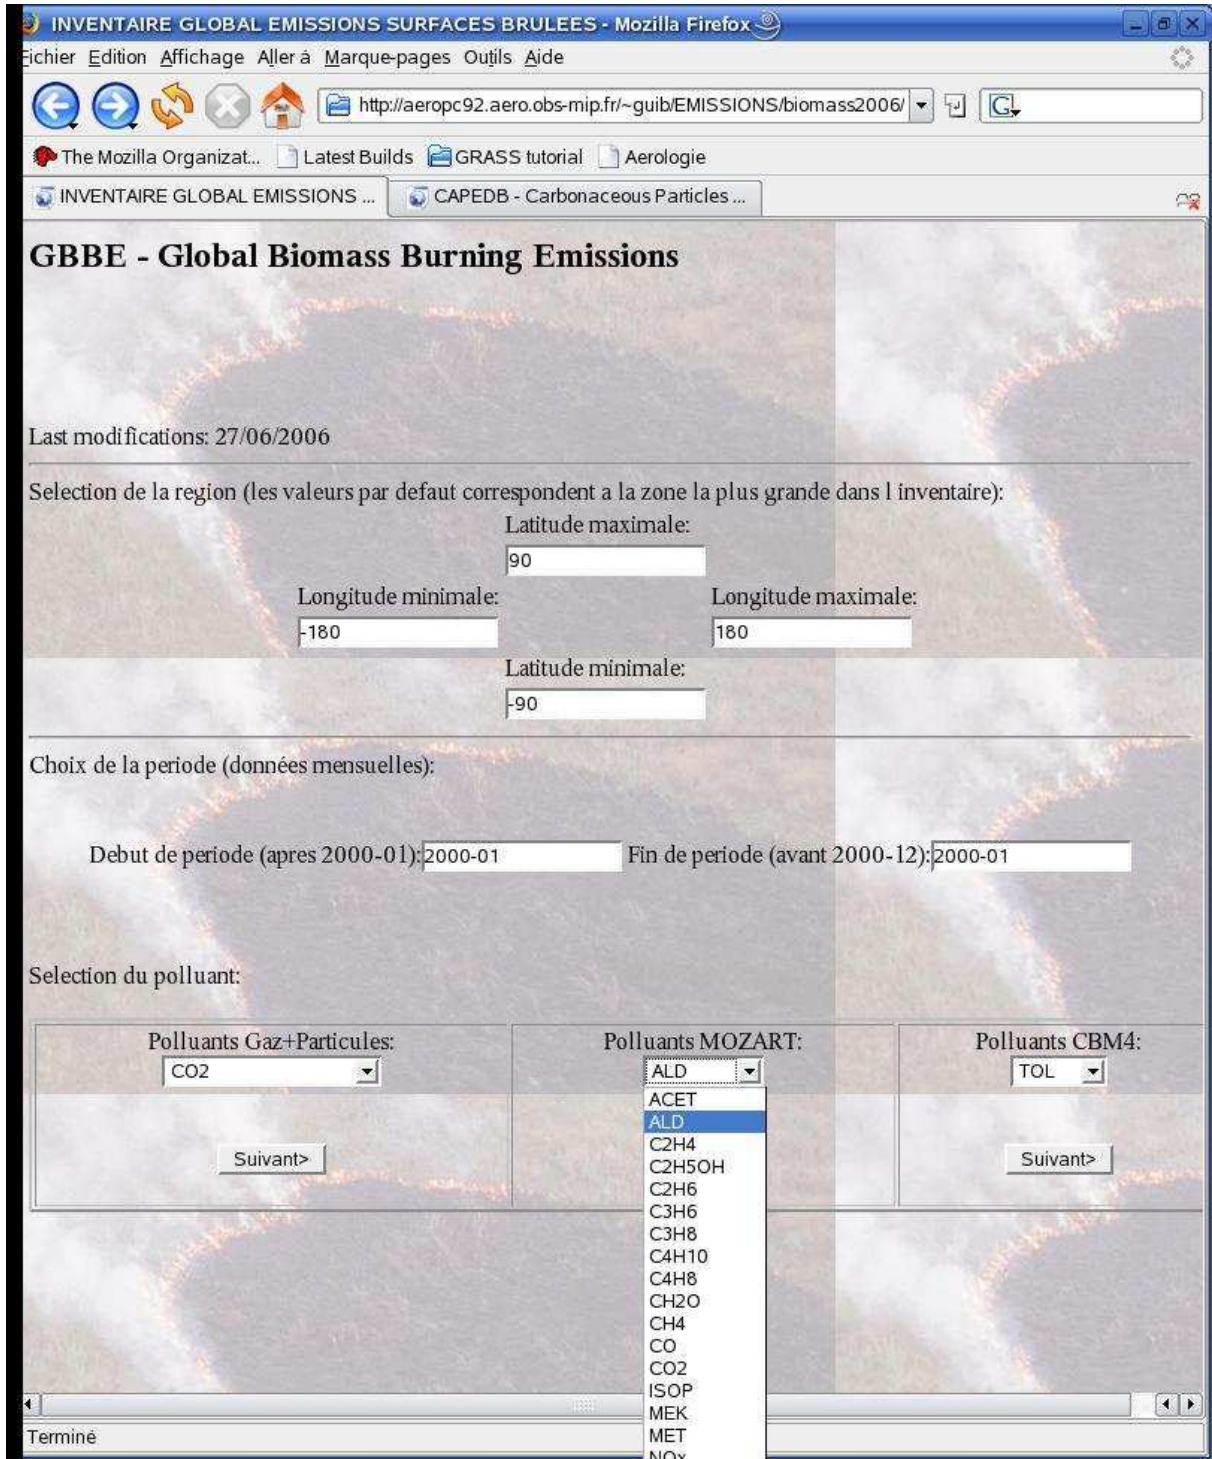 INVENTAIRE GLOBAL EMISSIONS SURFACES BRULEES - Mozilla Firefox
Fichier Edition Affichage Aller à Marque-pages Outils Aide
http://aeropc92.aero.obs-mip.fr/~guib/EMISSIONS/biomass2006/
The Mozilla Organizat... Latest Builds GRASS tutorial Aerologie
INVENTAIRE GLOBAL EMISSIONS ... CAPEDB - Carbonaceous Particles ...
GBBE - Global Biomass Burning Emissions
Last modifications: 27/06/2006
Selection de la region (les valeurs par defaut correspondent a la zone la plus grande dans l inventaire):
Latitude maximale:
90
Longitude minimale: Longitude maximale:
-180 180
Latitude minimale:
-90
Choix de la periode (données mensuelles):
Debut de periode (apres 2000-01): 2000-01 Fin de periode (avant 2000-12): 2000-01
Selection du polluant:
Polluants Gaz+Particules: Polluants MOZART: Polluants CBM4:
CO2 ALD TOL
ACET
ALD
C2H4
Suivant> Suivant>
C2H5OH
C2H6
C3H6
C3H8
C4H10
C4H8
CH2O
CH4
CO
CO2
ISOP
MEK
MET
NOx
Terminé